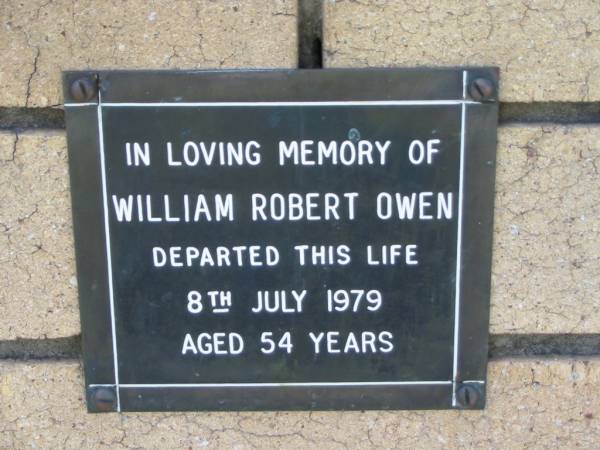 IN LOVING MEMORY OF
WILLIAM ROBERT OWEN
DEPARTED THIS LIFE
8TH JULY 1979
AGED 54 YEARS